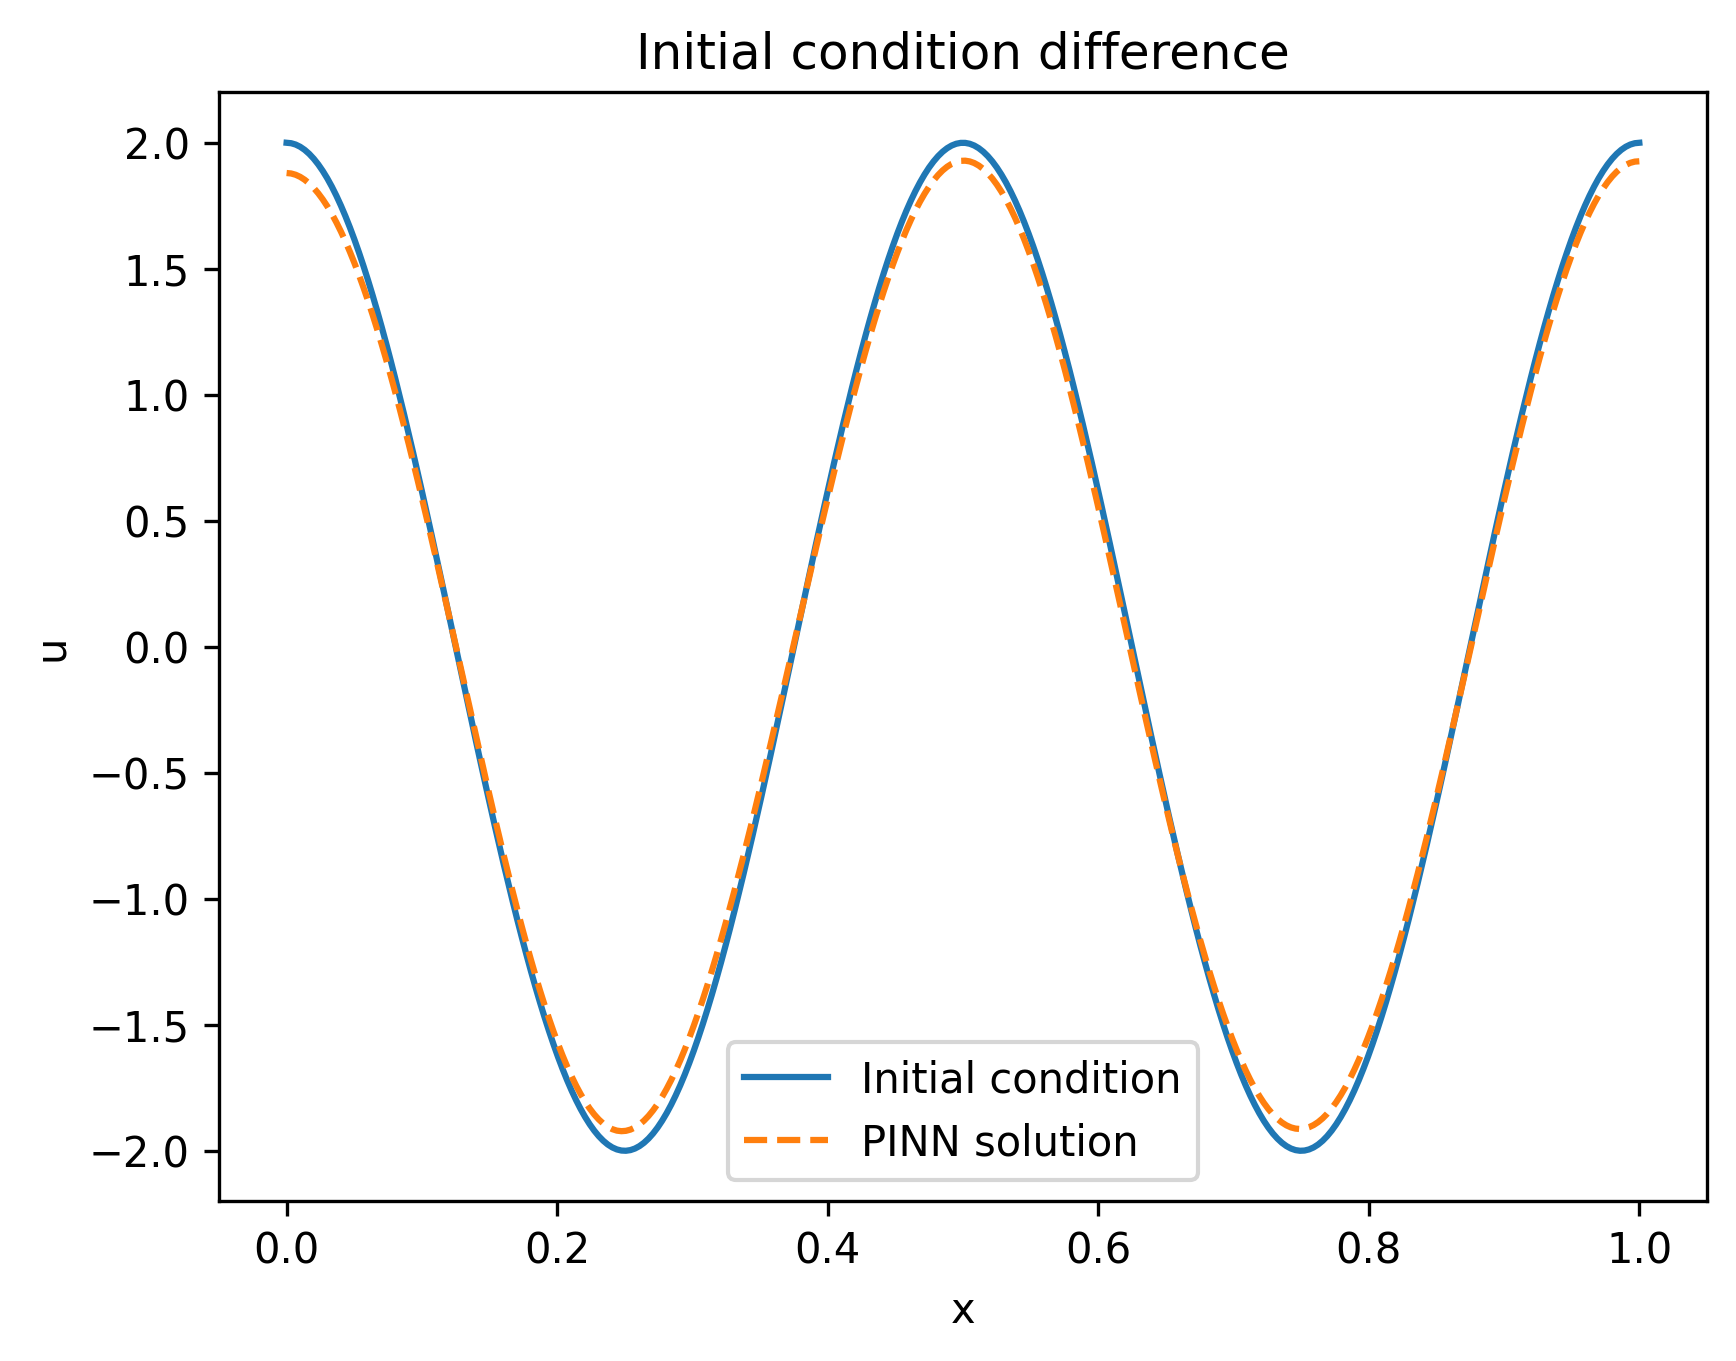 Initial condition difference
2.0
1.5
1.0
0.5
0.0
−0.5
−1.0
−1.5
−2.0
u
Initial condition
PINN solution
0.0 0.2 0.4 0.6 0.8 1.0
x